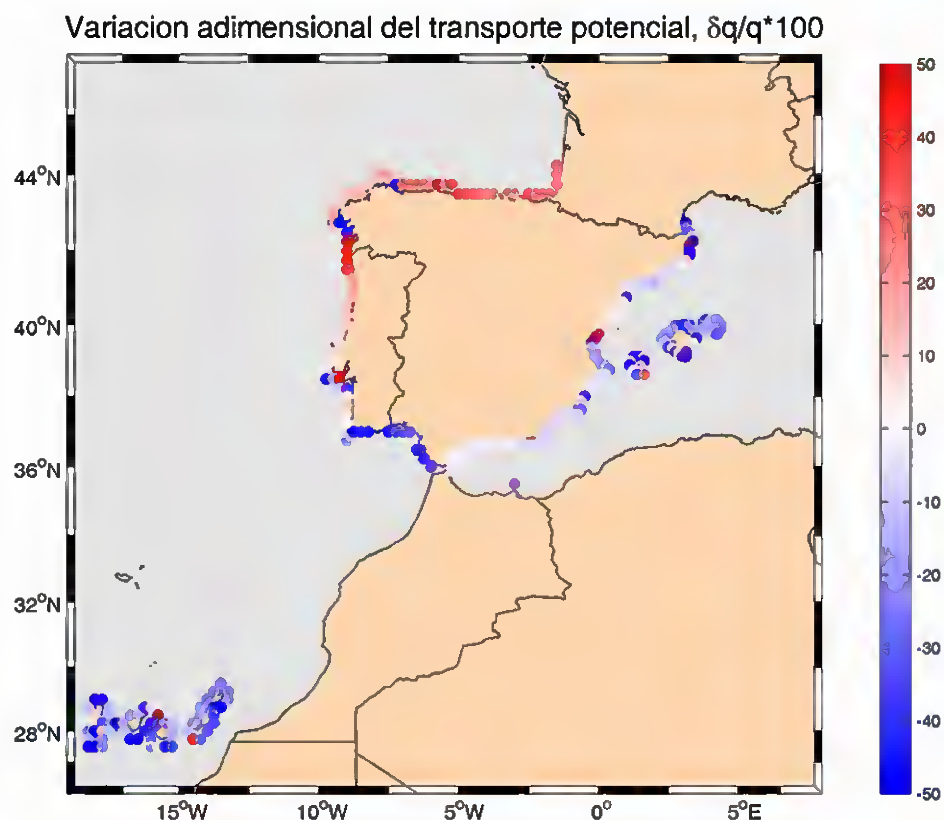 Variacion adimensional del transporte potencial, δq/q*100
44°N
40°N
36°N
32°N
28°N
15°W
10°W
5°W
0°
5°E
50
40
30
20
10
0
-10
-20
-30
-40
-50